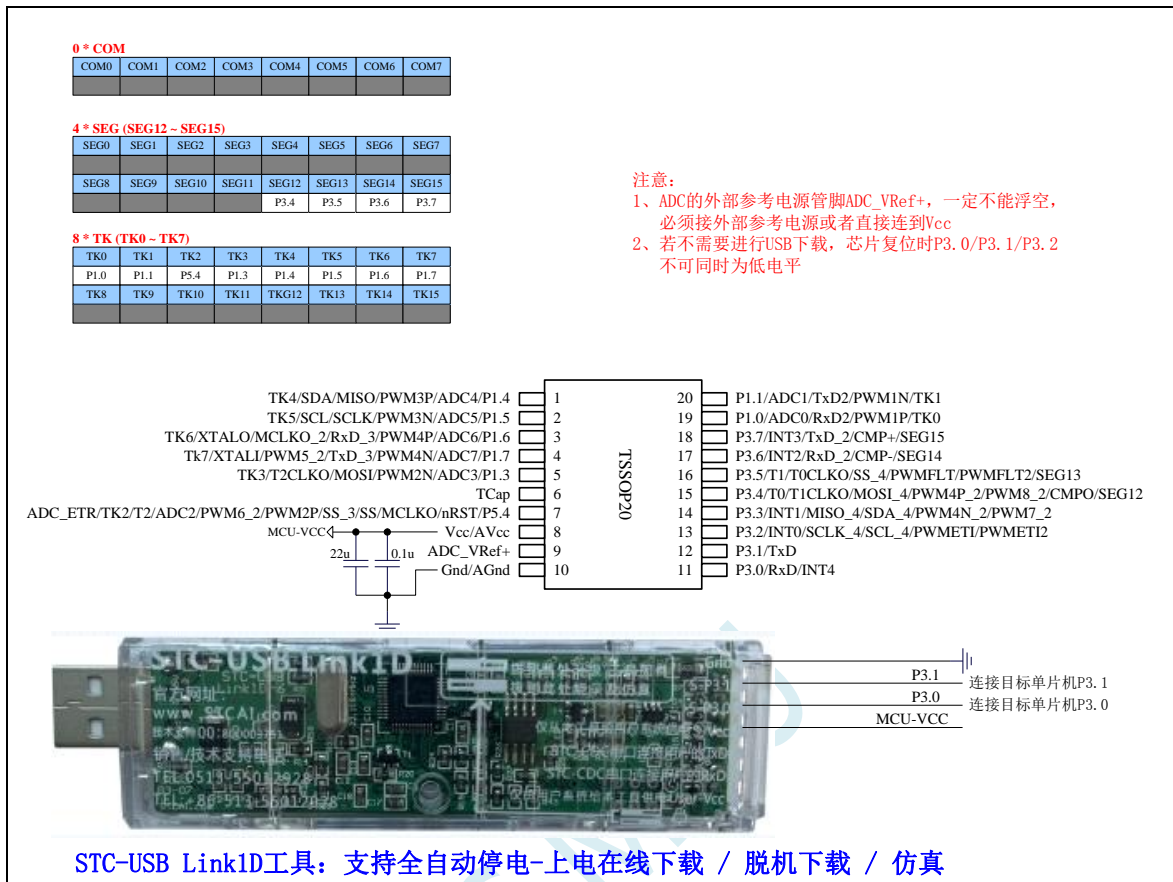 0 * COM
COM0 COM1 COM2 COM3 COM4 COM5 COM6 COM7
4 * SEG (SEG12 ~ SEG15)
SEG0 SEG1 SEG2 SEG3 SEG4 SEG5 SEG6 SEG7
SEG8 SEG9 SEG10 SEG11 SEG12 SEG13 SEG14 SEG15
P3.4 P3.5 P3.6 P3.7
8 * TK (TK0 ~ TK7)
TK0 TK1 TK2 TK3 TK4 TK5 TK6 TK7
P1.0 P1.1 P5.4 P1.3 P1.4 P1.5 P1.6 P1.7
TK8 TK9 TK10 TK11 TKG12 TK13 TK14 TK15
注意:
1、ADC的外部参考电源管脚ADC_VRef+, 一定不能浮空,
必须接外部参考电源或者直接连到Vcc
2、若不需要进行USB下载, 芯片复位时P3.0/P3.1/P3.2
不可同时为低电平
TK4/SDA/MISO/PWM3P/ADC4/P1.4 1
TK5/SCL/SCLK/PWM3N/ADC5/P1.5 2
TK6/XTALO/MCLKO_2/RxD_3/PWM4P/ADC6/P1.6 3
Tk7/XTALI/PWM5_2/TxD_3/PWM4N/ADC7/P1.7 4
TK3/T2CLKO/MOSI/PWM2N/ADC3/P1.3 5
TCap 6
ADC_ETR/TK2/T2/ADC2/PWM6_2/PWM2P/SS_3/SS/MCLKO/nRST/P5.4 7
MCU-VCC Vcc/AVcc 8
22u 0.1u ADC_VRef+ 9
Gnd/AGnd 10
TSSOP20
20 P1.1/ADC1/TxD2/PWM1N/TK1
19 P1.0/ADC0/RxD2/PWM1P/TK0
18 P3.7/INT3/TxD_2/CMP+/SEG15
17 P3.6/INT2/RxD_2/CMP-/SEG14
16 P3.5/T1/T0CLKO/SS_4/PWMFLT/PWMFLT2/SEG13
15 P3.4/T0/T1CLKO/MOSI_4/PWM4P_2/PWM8_2/CMPO/SEG12
14 P3.3/INT1/MISO_4/SDA_4/PWM4N_2/PWM7_2
13 P3.2/INT0/SCLK_4/SCL_4/PWMETI/PWMETI2
12 P3.1/TxD
11 P3.0/RxD/INT4
STC-USB Link1D
官方网址
www.STCAI.com
Gnd
S-P3.1
S-P3.0
User-Vcc
P3.1 连接目标单片机P3.1
P3.0 连接目标单片机P3.0
MCU-VCC
STC-USB Link1D工具: 支持全自动停电-上电在线下载 / 脱机下载 / 仿真